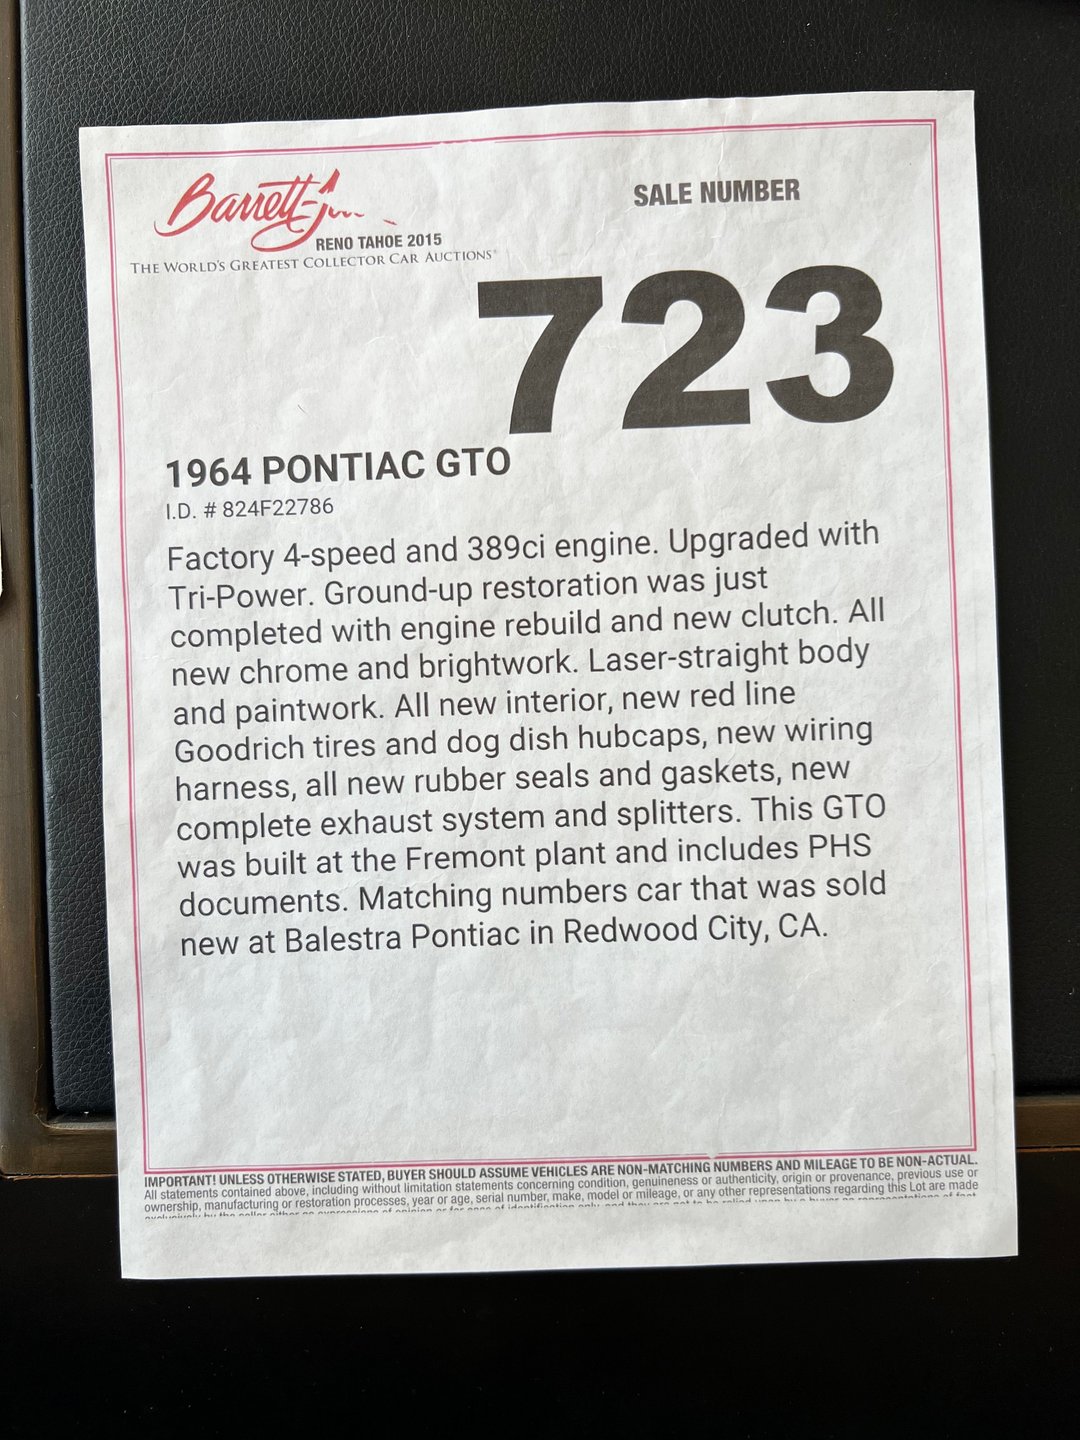 Barrett-J
SALE NUMBER
RENO TAHOE 2015
THE WORLD'S GREATEST COLLECTOR CAR AUCTIONS®
723
1964 PONTIAC GTO
I.D. # 824F22786
Factory 4-speed and 389ci engine. Upgraded with
Tri-Power. Ground-up restoration was just
completed with engine rebuild and new clutch. All
new chrome and brightwork. Laser-straight body
and paintwork. All new interior, new red line
Goodrich tires and dog dish hubcaps, new wiring
harness, all new rubber seals and gaskets, new
complete exhaust system and splitters. This GTO
was built at the Fremont plant and includes PHS
documents. Matching numbers car that was sold
new at Balestra Pontiac in Redwood City, CA.
IMPORTANT! UNLESS OTHERWISE STATED, BUYER SHOULD ASSUME VEHICLES ARE NON-MATCHING NUMBERS AND MILEAGE TO BE NON-ACTUAL.
All statements contained above, including without limitation statements concerning condition, genuineness or authenticity, origin or provenance, previous use or
ownership, manufacturing or restoration processes, year or age, serial number, make, model or mileage, or any other representations regarding this Lot are made